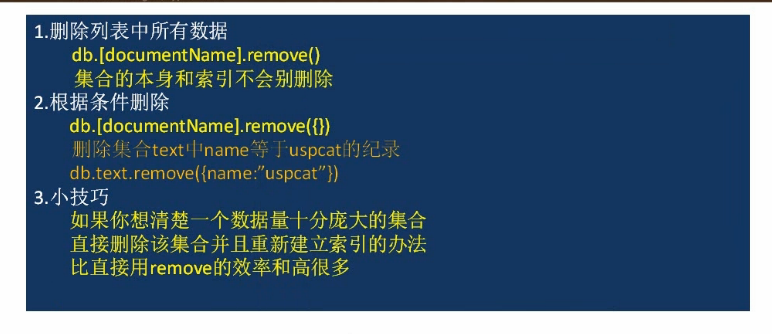 1.删除列表中所有数据
db.[documentName].remove()
集合的本身和索引不会别删除
2.根据条件删除
db.[documentName].remove({})
删除集合text中name等于uspcat的纪录
db.text.remove({name:”uspcat”})
3.小技巧
如果你想清楚一个数据量十分庞大的集合
直接删除该集合并且重新建立索引的办法
比直接用remove的效率和高很多